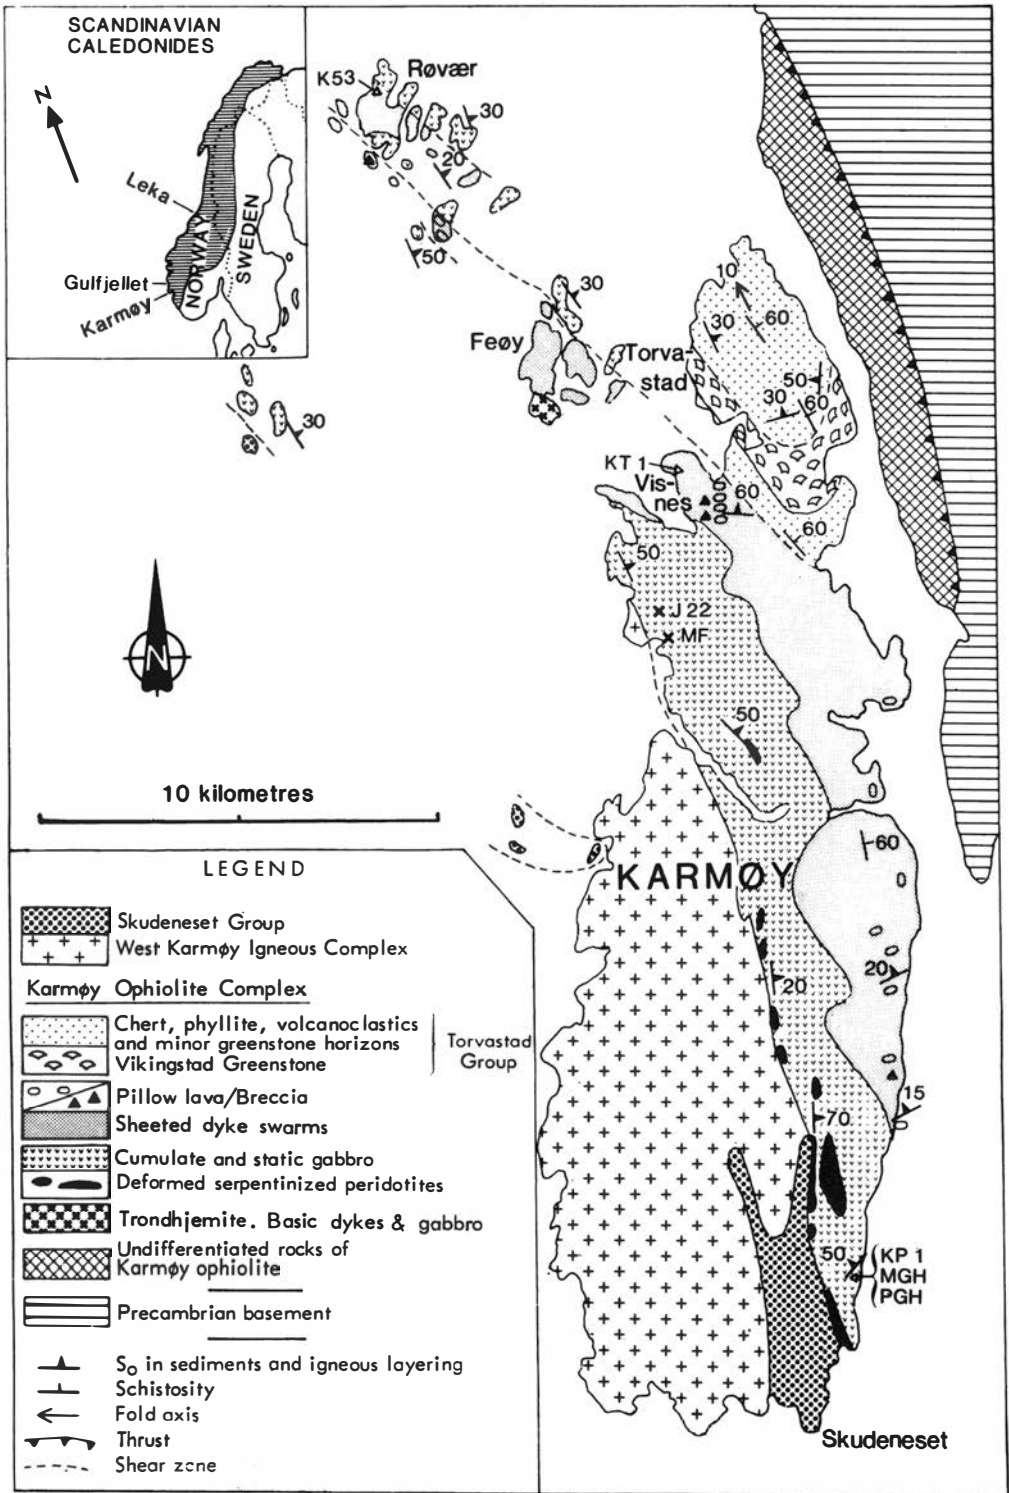 SCANDINAVIAN
CALEDONIDES
N
Leka
NORWAY
SWEDEN
Gulfjellet
Karmøy
K53
Røvær
30
20
50
30
Feøy
Torva-
stad
10
30
60
50
30
60
30
KT 1
Vis-
nes
60
60
50
J 22
MF
50
N
10 kilometres
KARMØY
60
20
20
15
70
50
KP 1
MGH
PGH
Skudeneset
LEGEND
Skudeneset Group
West Karmøy Igneous Complex
Karmøy Ophiolite Complex
Chert, phyllite, volcanoclastics
and minor greenstone horizons
Vikingstad Greenstone
Torvastad
Group
Pillow lava/Breccia
Sheeted dyke swarms
Cumulate and static gabbro
Deformed serpentinized peridotites
Trondhjemite. Basic dykes & gabbro
Undifferentiated rocks of
Karmøy ophiolite
Precambrian basement
So in sediments and igneous layering
Schistosity
Fold axis
Thrust
Shear zone